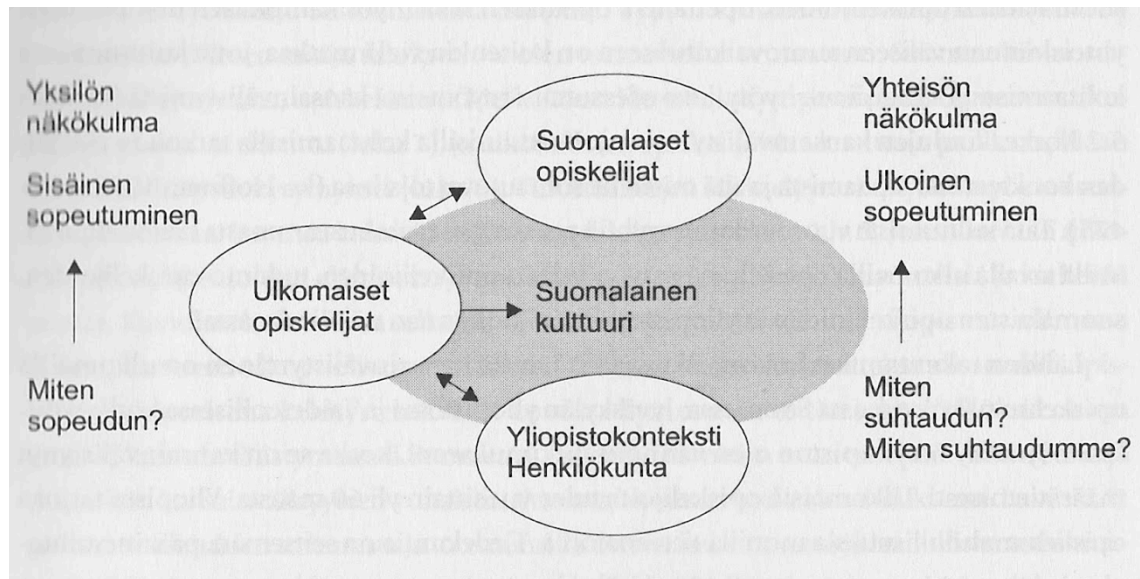 Yksilön
näkökulma
Sisäinen
sopeutuminen
Miten
sopeudun?
Suomalaiset
opiskelijat
Ulkomaiset
opiskelijat
Suomalainen
kulttuuri
Yliopistokonteksti
Henkilökunta
Yhteisön
näkökulma
Ulkoinen
sopeutuminen
Miten
suhtaudun?
Miten suhtaudumme?